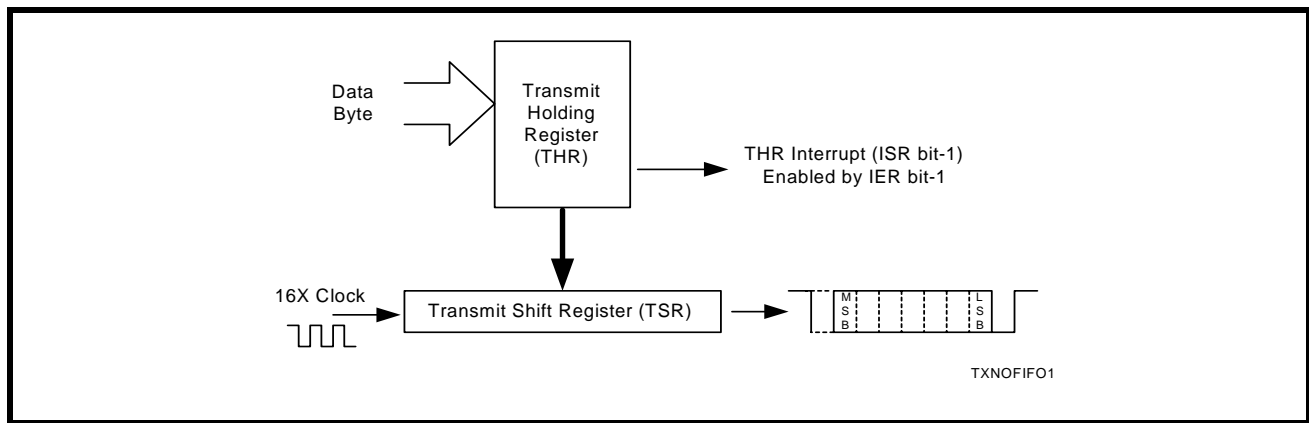 Data
Byte
Transmit
Holding
Register
(THR)
THR Interrupt (ISR bit-1)
Enabled by IER bit-1
16X Clock
Transmit Shift Register (TSR)
M
S
B
L
S
B
TXNOFIFO1